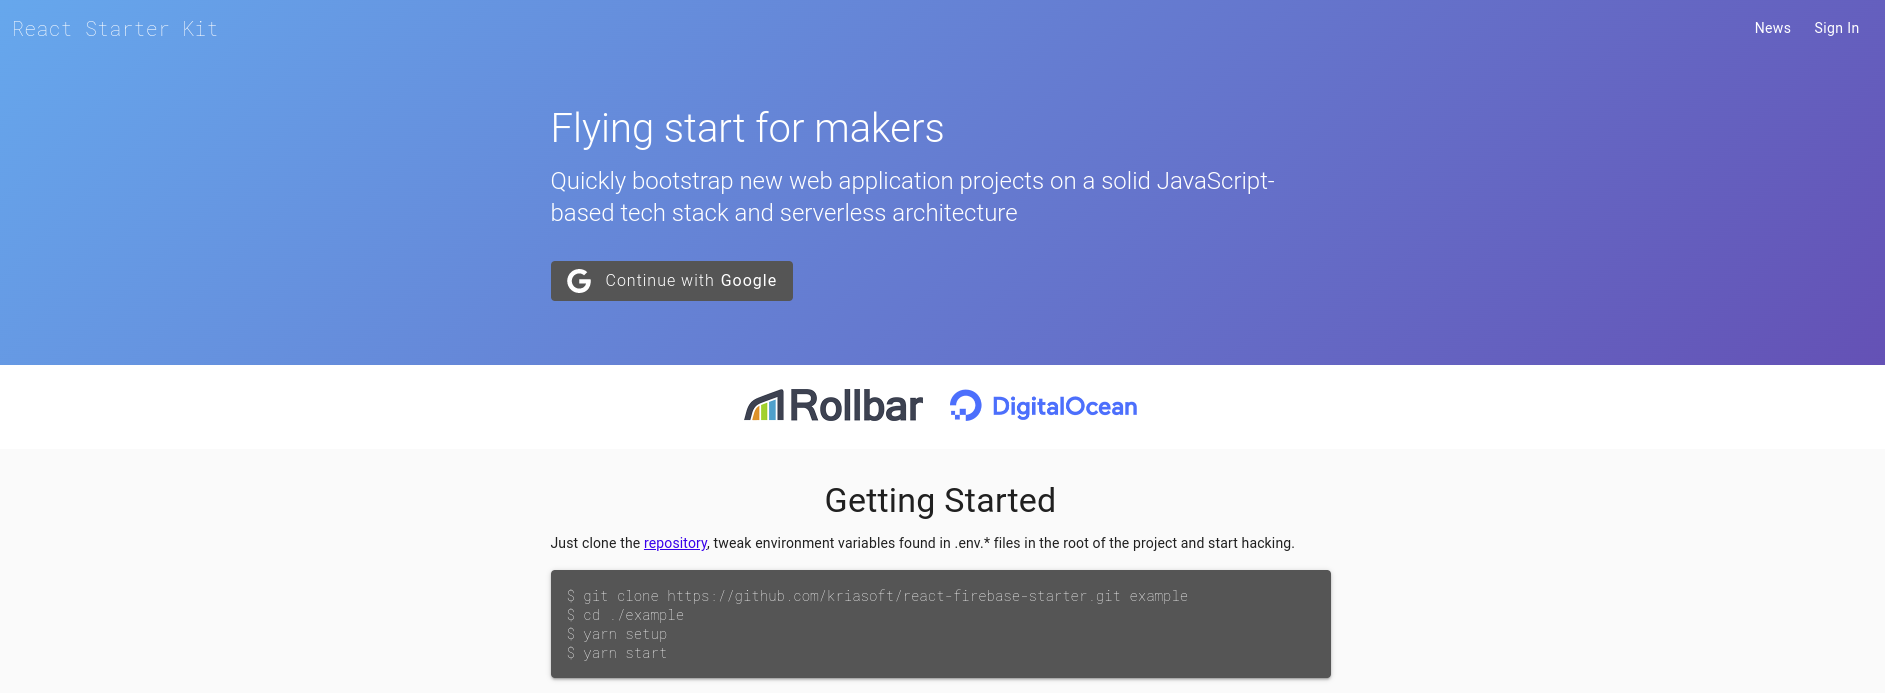 React Starter Kit
News
Sign In
Flying start for makers
Quickly bootstrap new web application projects on a solid JavaScript-
based tech stack and serverless architecture
Continue with Google
Rollbar
DigitalOcean
Getting Started
Just clone the repository, tweak environment variables found in .env.* files in the root of the project and start hacking.
$ git clone https://github.com/kriasoft/react-firebase-starter.git example
$ cd ./example
$ yarn setup
$ yarn start